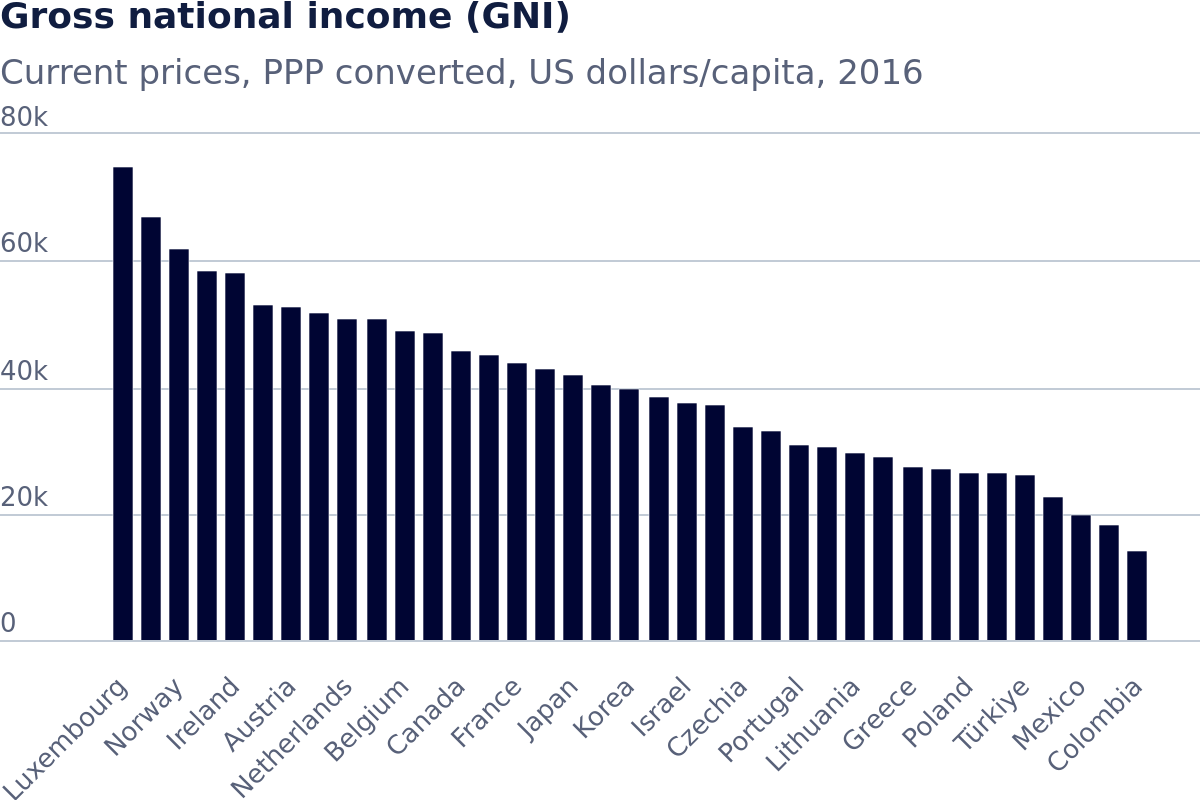 Gross national income (GNI)
Current prices, PPP converted, US dollars/capita, 2016
80k
60k
40k
20k
0
Luxembourg
Norway
Ireland
Austria
Netherlands
Belgium
Canada
France
Japan
Korea
Israel
Czechia
Portugal
Lithuania
Greece
Poland
Türkiye
Mexico
Colombia